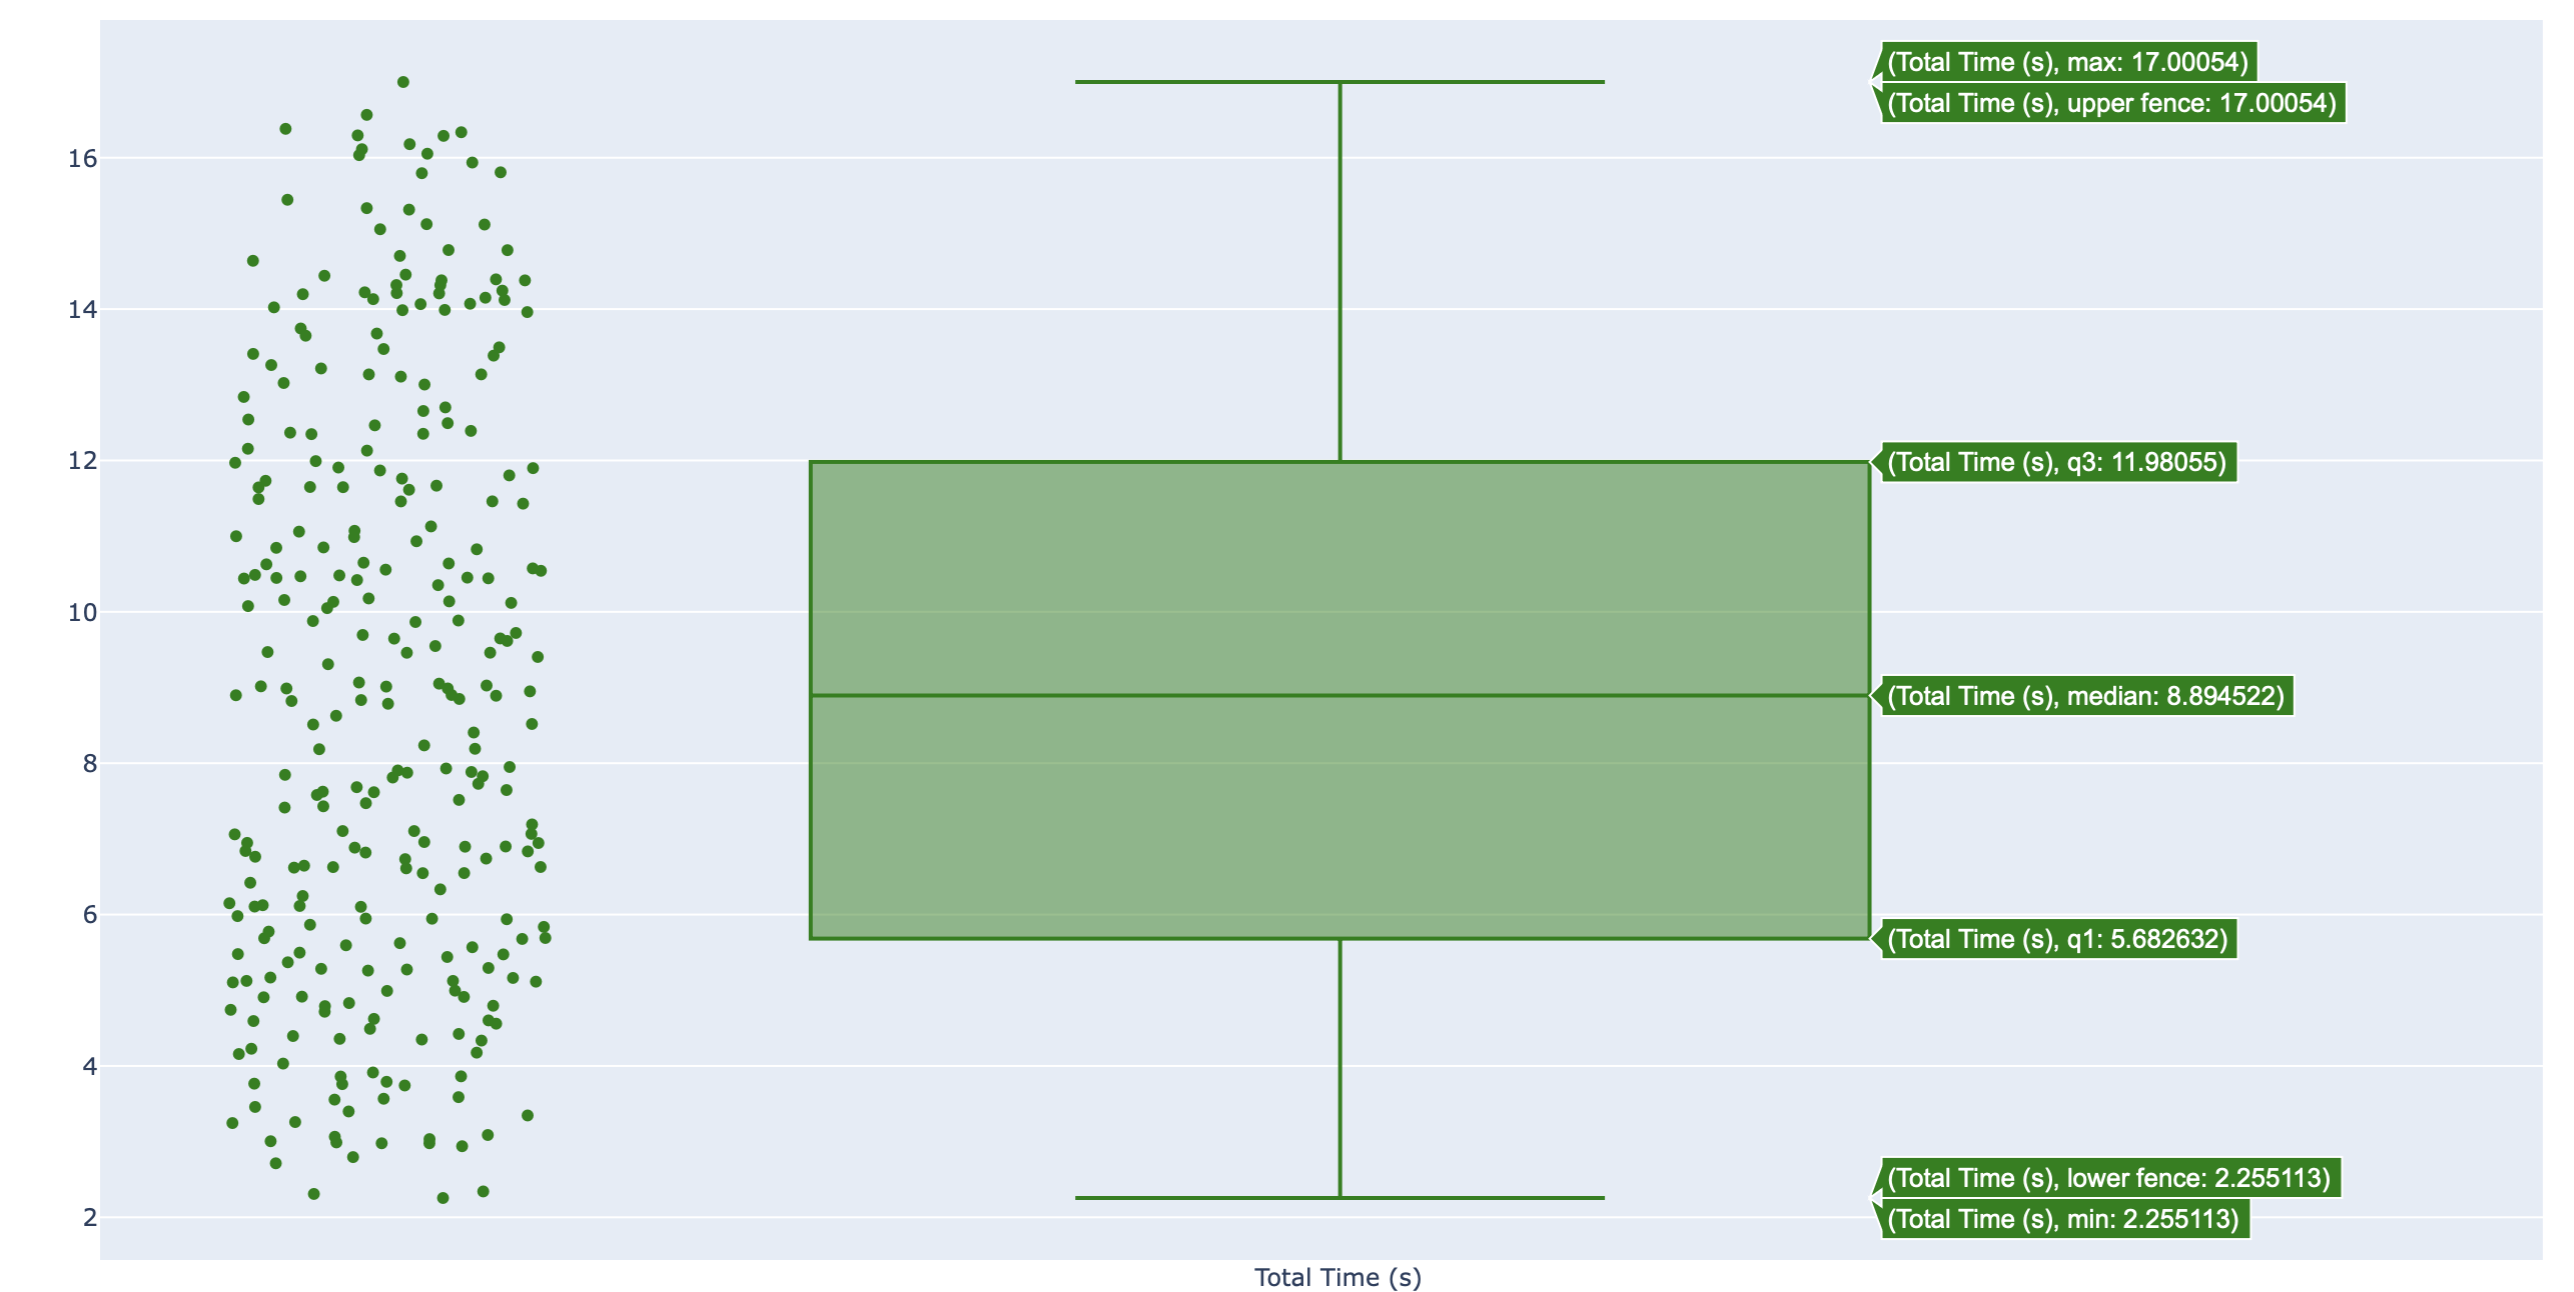 (Total Time (s), max: 17.00054)
(Total Time (s), upper fence: 17.00054)
16
14
12
(Total Time (s), q3: 11.98055)
10
(Total Time (s), median: 8.894522)
8
6
(Total Time (s), q1: 5.682632)
4
(Total Time (s), lower fence: 2.255113)
2
(Total Time (s), min: 2.255113)
Total Time (s)